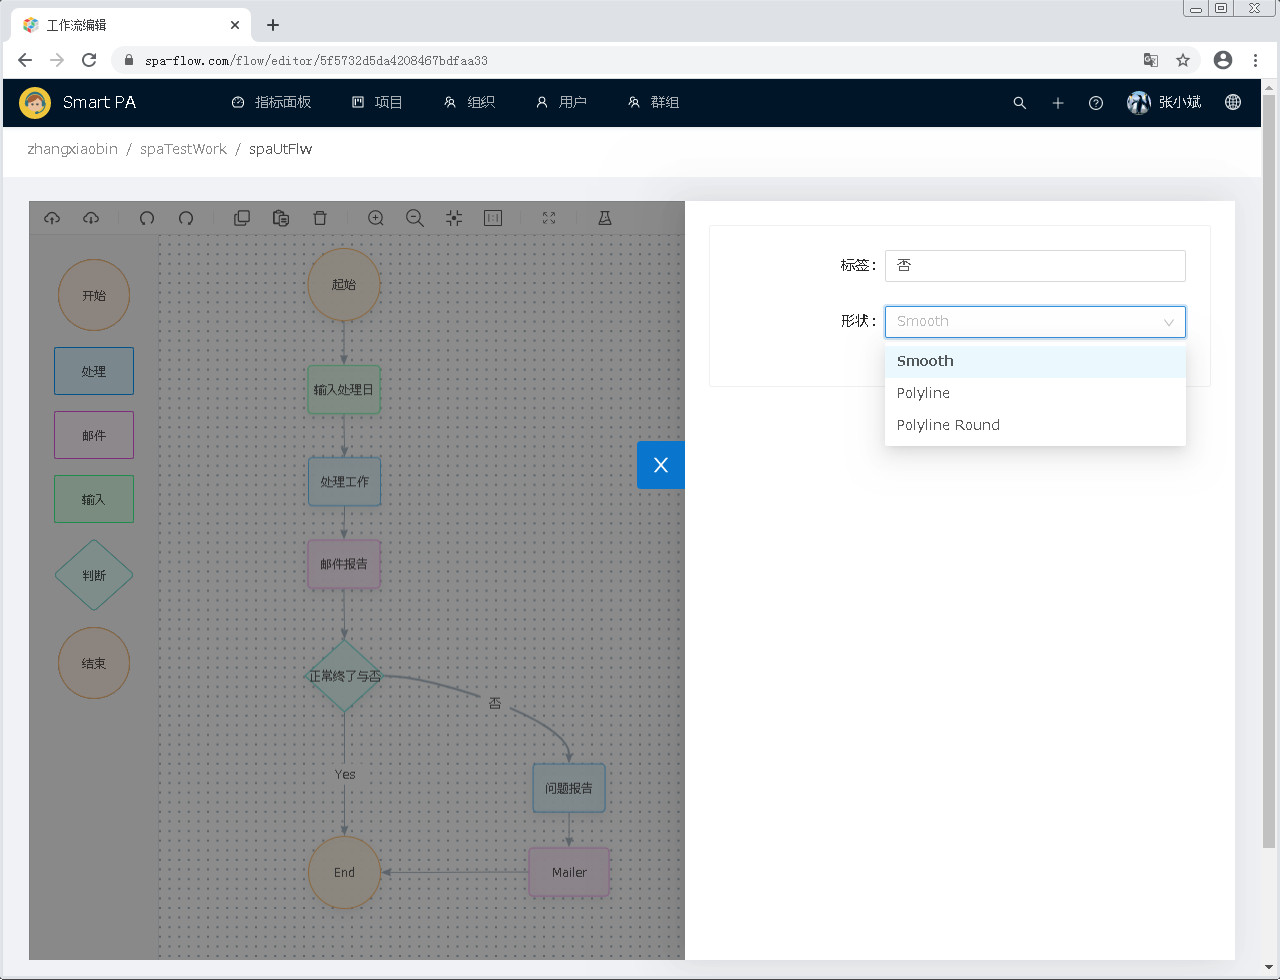 工作流编辑
spa-flow.com/flow/editor/5f5732d5da4208467bdfaa33
Smart PA 指标面板 项目 组织 用户 群组 张小斌
zhangxiaobin / spaTestWork / spaUtFlw
开始
处理
邮件
输入
判断
结束
起始
输入处理日
处理工作
邮件报告
正常终了与否
否
Yes
问题报告
End
Mailer
X
标签: 否
形状: Smooth
Smooth
Polyline
Polyline Round